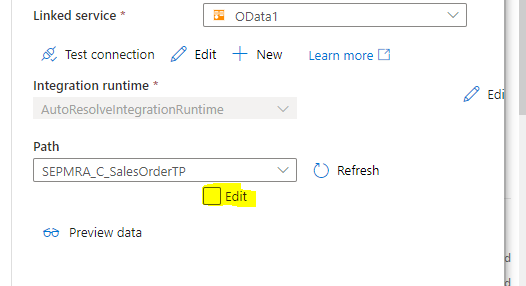 Linked service *
OData1
Test connection Edit New Learn more
Integration runtime *
AutoResolveIntegrationRuntime
Edi
Path
SEPMRA_C_SalesOrderTP Refresh
Edit
Preview data
d
d